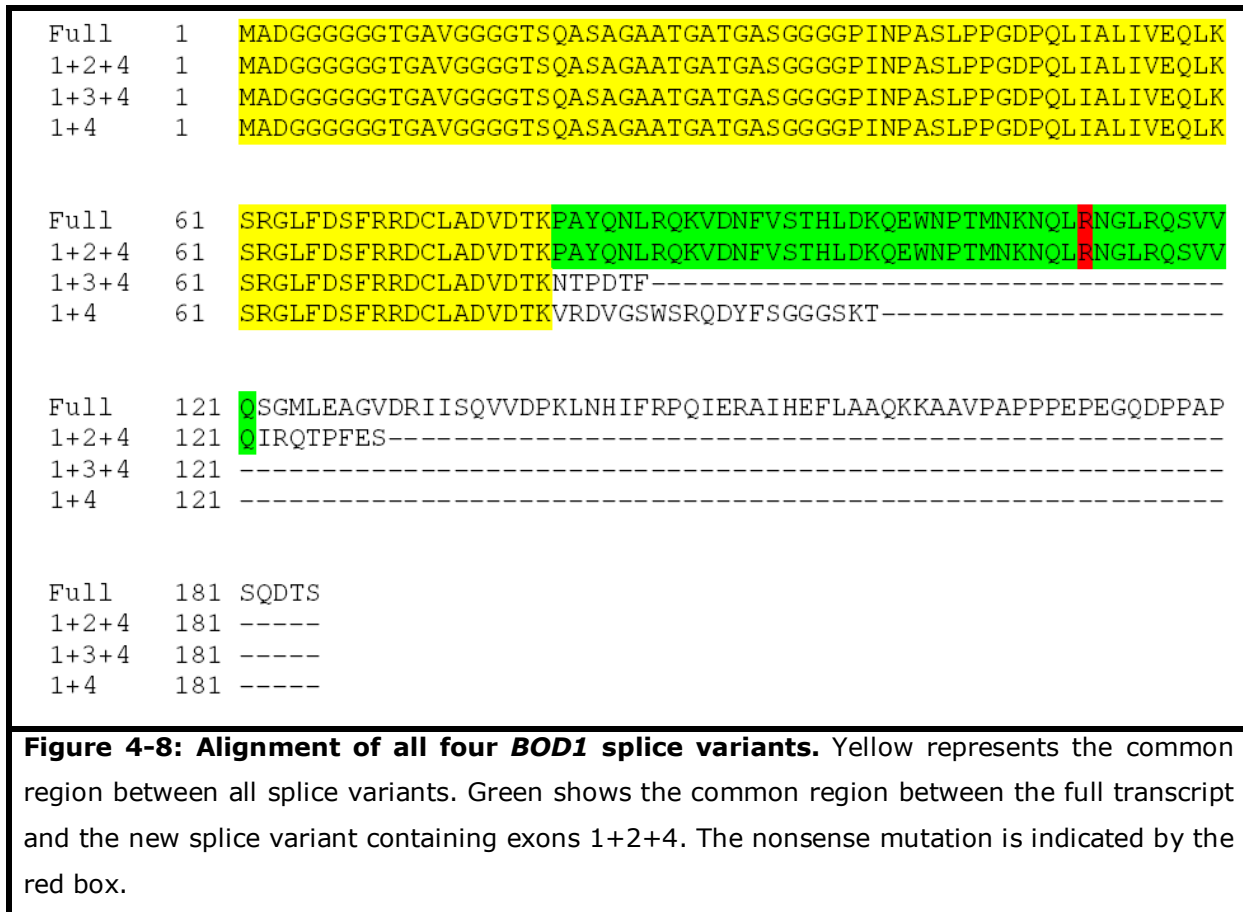 Full 1 MADGGGGGGTGAVGGGGTSQASAGAATGATGASGGGGPINPASLPPGDPQLIALIVEQLK
1+2+4 1 MADGGGGGGTGAVGGGGTSQASAGAATGATGASGGGGPINPASLPPGDPQLIALIVEQLK
1+3+4 1 MADGGGGGGTGAVGGGGTSQASAGAATGATGASGGGGPINPASLPPGDPQLIALIVEQLK
1+4 1 MADGGGGGGTGAVGGGGTSQASAGAATGATGASGGGGPINPASLPPGDPQLIALIVEQLK
Full 61 SRGLFDSFRRDCLADVDTKPAYQNLRQKVDNFVSTHLDKQEWNPTMNKNQLRNGLRQSVV
1+2+4 61 SRGLFDSFRRDCLADVDTKPAYQNLRQKVDNFVSTHLDKQEWNPTMNKNQLRNGLRQSVV
1+3+4 61 SRGLFDSFRRDCLADVDTKNTPDTF-----------------------------------
1+4 61 SRGLFDSFRRDCLADVDTKVRDVGSWSRQDYFSGGGSKT---------------------
Full 121 QSGMLEAGVDRIISQVVDPKLNHIFRPQIERAIHEFLAAQKKAAVPAPPPEPEGQDPPAP
1+2+4 121 QIRQTPFES---------------------------------------------------
1+3+4 121 ------------------------------------------------------------
1+4 121 ------------------------------------------------------------
Full 181 SQDTS
1+2+4 181 -----
1+3+4 181 -----
1+4 181 -----
Figure 4-8: Alignment of all four BOD1 splice variants. Yellow represents the common
region between all splice variants. Green shows the common region between the full transcript
and the new splice variant containing exons 1+2+4. The nonsense mutation is indicated by the
red box.